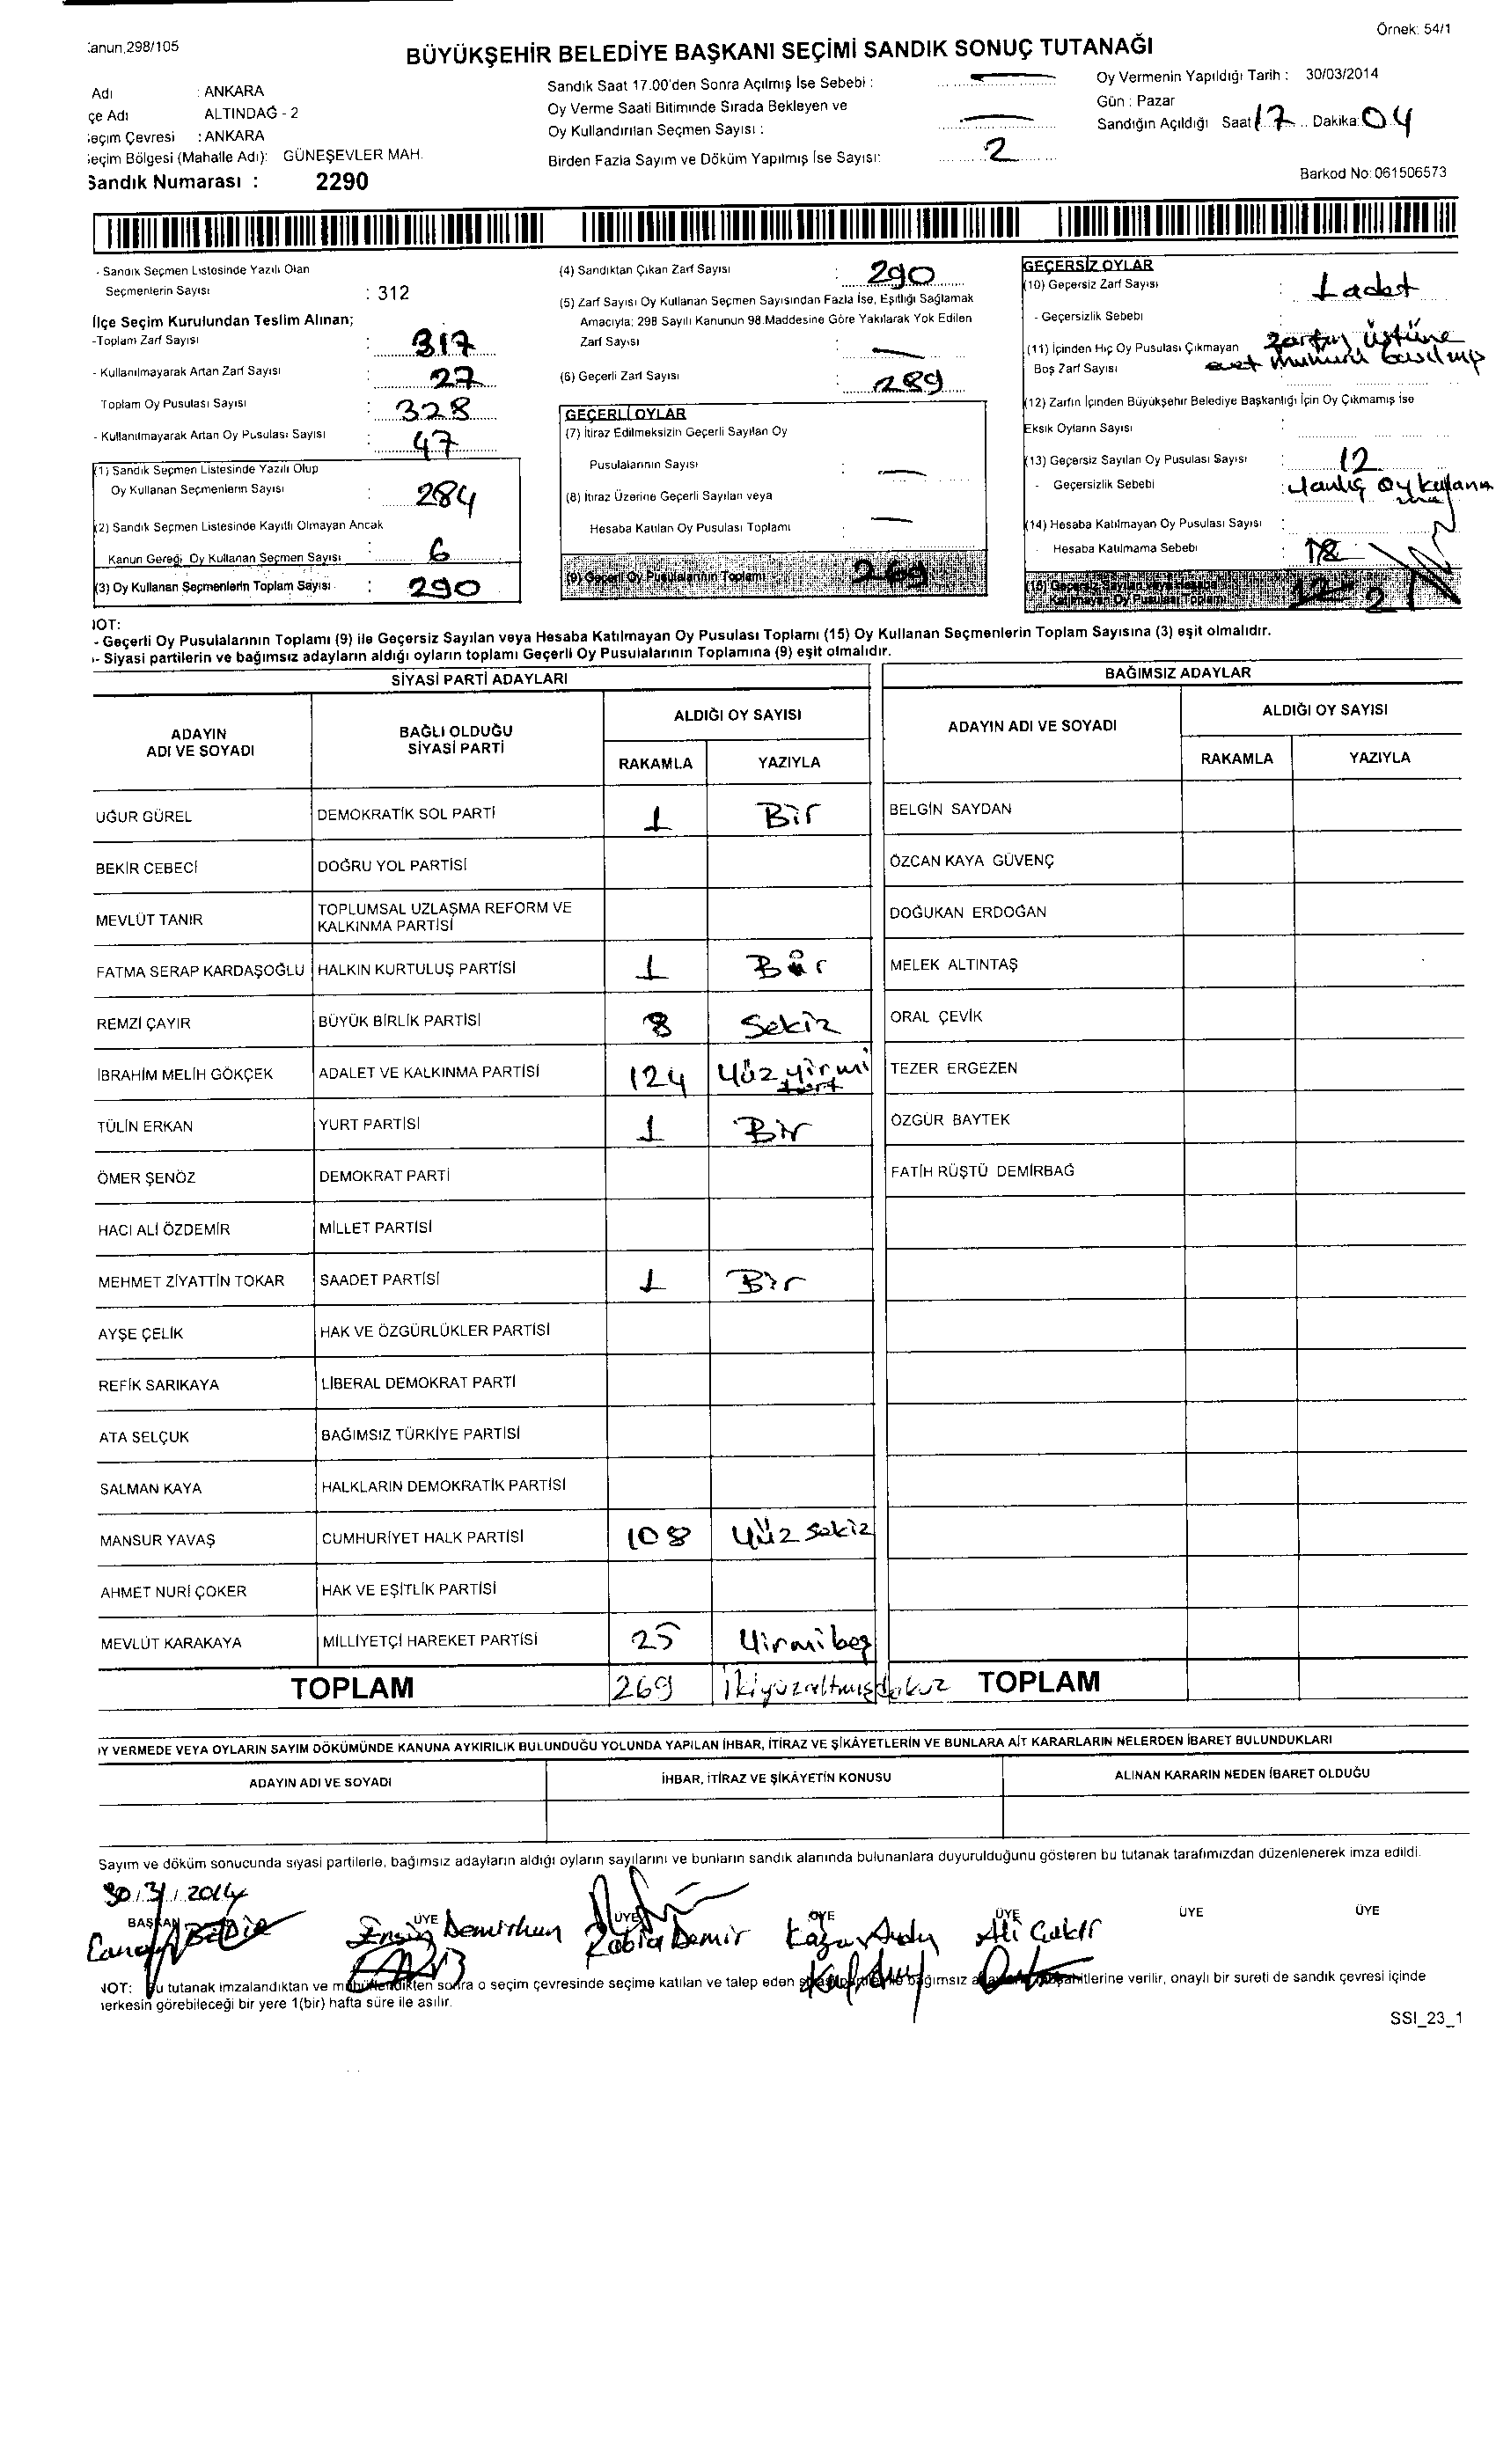 Kanun,298/105
Örnek: 54/1
BÜYÜKŞEHİR BELEDİYE BAŞKANI SEÇİMİ SANDIK SONUÇ TUTANAĞI
Adı : ANKARA
çe Adı ALTINDAĞ - 2
eçim Çevresi : ANKARA
eçim Bölgesi (Mahalle Adı): GÜNEŞEVLER MAH.
Sandık Numarası : 2290
Sandık Saat 17.00'den Sonra Açılmış İse Sebebi :
Oy Verme Saati Bitiminde Sırada Bekleyen ve
Oy Kullandırılan Seçmen Sayısı :
Birden Fazla Sayım ve Döküm Yapılmış İse Sayısı: 2
Oy Vermenin Yapıldığı Tarih : 30/03/2014
Gün : Pazar
Sandığın Açıldığı Saat 17 Dakika: 04
Barkod No: 061506573
- Sandık Seçmen Listosinde Yazılı Olan
Seçmenlerin Sayısı : 312
İlçe Seçim Kurulundan Teslim Alınan;
-Toplam Zarf Sayısı : 317
- Kullanılmayarak Artan Zarf Sayısı : 27
Toplam Oy Pusulası Sayısı : 328
- Kullanılmayarak Artan Oy Pusulası Sayısı : 47
(1) Sandık Seçmen Listesinde Yazılı Olup
Oy Kullanan Seçmenlerin Sayısı : 284
(2) Sandık Seçmen Listesinde Kayıtlı Olmayan Ancak
Kanun Gereği Oy Kullanan Seçmen Sayısı : 6
(3) Oy Kullanan Seçmenlerin Toplam Sayısı : 290
(4) Sandıktan Çıkan Zarf Sayısı : 290
(5) Zarf Sayısı Oy Kullanan Seçmen Sayısından Fazla İse, Eşitliği Sağlamak
Amacıyla; 298 Sayılı Kanunun 98.Maddesine Göre Yakılarak Yok Edilen
Zarf Sayısı : —
(6) Geçerli Zarf Sayısı : 289
GEÇERLİ OYLAR
(7) İtiraz Edilmeksizin Geçerli Sayılan Oy
Pusulalarının Sayısı : —
(8) İtiraz Üzerine Geçerli Sayılan veya
Hesaba Katılan Oy Pusulası Toplamı : —
(9) Geçerli Oy Pusulalarının Toplamı : 269
GEÇERSİZ OYLAR
(10) Geçersiz Zarf Sayısı : 1 adet
- Geçersizlik Sebebi : zarfın üstüne
evet mührü basılmış
(11) İçinden Hiç Oy Pusulası Çıkmayan
Boş Zarf Sayısı
(12) Zarfın İçinden Büyükşehir Belediye Başkanlığı İçin Oy Çıkmamış İse
Eksik Oyların Sayısı :
(13) Geçersiz Sayılan Oy Pusulası Sayısı : 12
- Geçersizlik Sebebi : Yanlış oy kullanma
(14) Hesaba Katılmayan Oy Pusulası Sayısı :
- Hesaba Katılmama Sebebi :
(15) Geçersiz Sayılan veya Hesaba
Katılmayan Oy Pusulası Toplamı
NOT:
- Geçerli Oy Pusulalarının Toplamı (9) ile Geçersiz Sayılan veya Hesaba Katılmayan Oy Pusulası Toplamı (15) Oy Kullanan Seçmenlerin Toplam Sayısına (3) eşit olmalıdır.
- Siyasi partilerin ve bağımsız adayların aldığı oyların toplamı Geçerli Oy Pusulalarının Toplamına (9) eşit olmalıdır.
SİYASİ PARTİ ADAYLARI
BAĞIMSIZ ADAYLAR
ADAYIN ADI VE SOYADI BAĞLI OLDUĞU SİYASİ PARTİ ALDIĞI OY SAYISI ADAYIN ADI VE SOYADI ALDIĞI OY SAYISI
RAKAMLA YAZIYLA RAKAMLA YAZIYLA
UĞUR GÜREL DEMOKRATİK SOL PARTİ 1 Bir BELGİN SAYDAN
BEKİR CEBECİ DOĞRU YOL PARTİSİ ÖZCAN KAYA GÜVENÇ
MEVLÜT TANIR TOPLUMSAL UZLAŞMA REFORM VE KALKINMA PARTİSİ DOĞUKAN ERDOĞAN
FATMA SERAP KARDAŞOĞLU HALKIN KURTULUŞ PARTİSİ 1 Bir MELEK ALTINTAŞ
REMZİ ÇAYIR BÜYÜK BİRLİK PARTİSİ 8 Sekiz ORAL ÇEVİK
İBRAHİM MELİH GÖKÇEK ADALET VE KALKINMA PARTİSİ 124 Yüz yirmi dört TEZER ERGEZEN
TÜLİN ERKAN YURT PARTİSİ 1 Bir ÖZGÜR BAYTEK
ÖMER ŞENÖZ DEMOKRAT PARTİ FATİH RÜŞTÜ DEMİRBAĞ
HACI ALİ ÖZDEMİR MİLLET PARTİSİ
MEHMET ZİYATTİN TOKAR SAADET PARTİSİ 1 Bir
AYŞE ÇELİK HAK VE ÖZGÜRLÜKLER PARTİSİ
REFİK SARIKAYA LİBERAL DEMOKRAT PARTİ
ATA SELÇUK BAĞIMSIZ TÜRKİYE PARTİSİ
SALMAN KAYA HALKLARIN DEMOKRATİK PARTİSİ
MANSUR YAVAŞ CUMHURİYET HALK PARTİSİ 108 Yüz sekiz
AHMET NURİ ÇOKER HAK VE EŞİTLİK PARTİSİ
MEVLÜT KARAKAYA MİLLİYETÇİ HAREKET PARTİSİ 25 Yirmibeş
TOPLAM 269 İkiyüzaltmışdokuz TOPLAM
OY VERMEDE VEYA OYLARIN SAYIM DÖKÜMÜNDE KANUNA AYKIRILIK BULUNDUĞU YOLUNDA YAPILAN İHBAR, İTİRAZ VE ŞİKÂYETLERİN VE BUNLARA AİT KARARLARIN NELERDEN İBARET BULUNDUKLARI
ADAYIN ADI VE SOYADI İHBAR, İTİRAZ VE ŞİKÂYETİN KONUSU ALINAN KARARIN NEDEN İBARET OLDUĞU
Sayım ve döküm sonucunda siyasi partilerle, bağımsız adayların aldığı oyların sayılarını ve bunların sandık alanında bulunanlara duyurulduğunu gösteren bu tutanak tarafımızdan düzenlenerek imza edildi.
30/3/2014
BAŞKAN ÜYE ÜYE ÜYE ÜYE ÜYE ÜYE
Ersin Demirhan Rabia Demir Ali
NOT: Bu tutanak imzalandıktan ve mühürlendikten sonra o seçim çevresinde seçime katılan ve talep eden bağımsız verilir, onaylı bir sureti de sandık çevresi içinde
herkesin görebileceği bir yere 1(bir) hafta süre ile asılır.
SSI_23_1